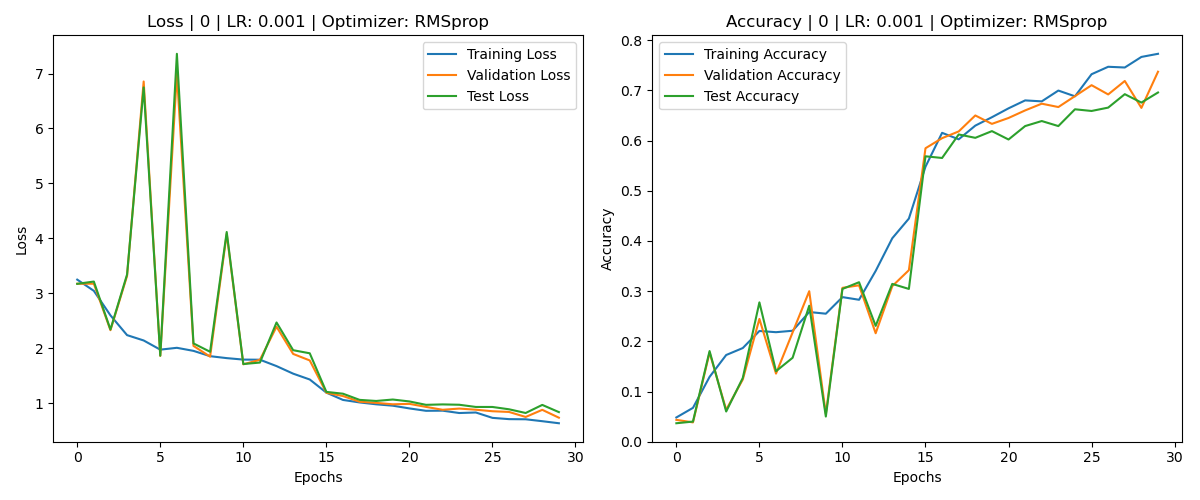 Loss | 0 | LR: 0.001 | Optimizer: RMSprop
Training Loss
Validation Loss
Test Loss
7
6
5
4
3
2
1
Loss
0 5 10 15 20 25 30
Epochs
Accuracy | 0 | LR: 0.001 | Optimizer: RMSprop
Training Accuracy
Validation Accuracy
Test Accuracy
0.8
0.7
0.6
0.5
0.4
0.3
0.2
0.1
0.0
Accuracy
0 5 10 15 20 25 30
Epochs